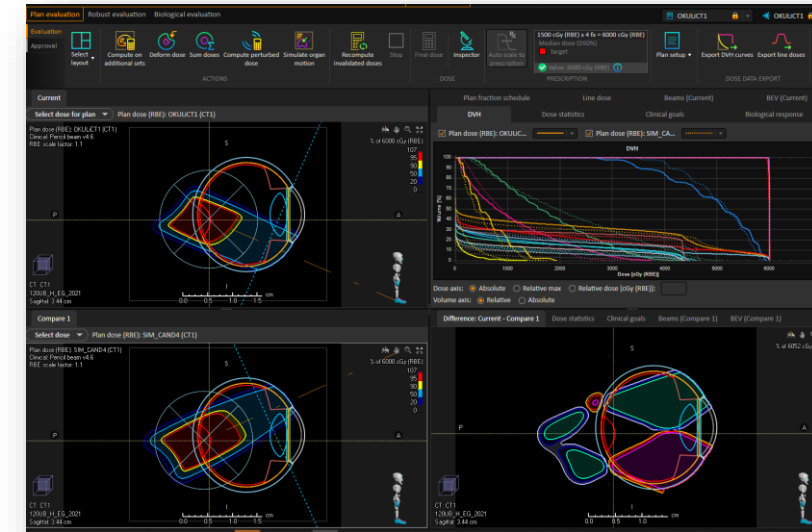 Plan evaluation Robust evaluation Biological evaluation
OKULICT1
OKULICT1
Evaluation
Approval
Select layout
Compute on additional sets
Deform dose
Sum doses
Compute perturbed dose
Simulate organ motion
ACTIONS
Recompute invalidated doses
Stop
Final dose
DOSE
Inspector
Auto scale to prescription
1500 cGy (RBE) x 4 fx = 6000 cGy (RBE)
Median dose (D50%)
target
Value: 6000 cGy (RBE)
PRESCRIPTION
Plan setup
Export DVH curves
Export line doses
DOSE DATA EXPORT
Current
Select dose for plan Plan dose (RBE): OKULICT1 (CT1)
Plan dose (RBE): OKULICT1 (CT1)
Clinical: Pencil beam v4.6
RBE scale factor: 1.1
% of 6000 cGy (RBE)
107
95
90
50
20
0
S
P
A
CT: CT1
120UB_H_EG_2021
Sagittal: 3.44 cm
0.0 .5 1.0 1.5
cm
Plan fraction schedule Line dose Beams (Current) BEV (Current)
DVH Dose statistics Clinical goals Biological response
Plan dose (RBE): OKULIC...
Plan dose (RBE): SIM_CA...
DVH
Volume [%]
100
90
80
70
60
50
40
30
20
10
0
0 1000 2000 3000 4000 5000 6000
Dose [cGy (RBE)]
Dose axis: Absolute Relative max Relative dose [cGy (RBE)]:
Volume axis: Relative Absolute
Compare 1
Select dose Plan dose (RBE): SIM_CAND4 (CT1)
Plan dose (RBE): SIM_CAND4 (CT1)
Clinical: Pencil beam v4.6
RBE scale factor: 1.1
% of 6000 cGy (RBE)
107
95
90
50
20
0
S
P
A
CT: CT1
120UB_H_EG_2021
Sagittal: 3.44 cm
0.0 .5 1.0 1.5
cm
Difference: Current - Compare 1 Dose statistics Clinical goals Beams (Compare 1) BEV (Compare 1)
% of 6052 cGy
S
P
A
CT: CT1
120UB_H_EG_2021
Sagittal: 3.44 cm
0.0 .5 1.0
cm